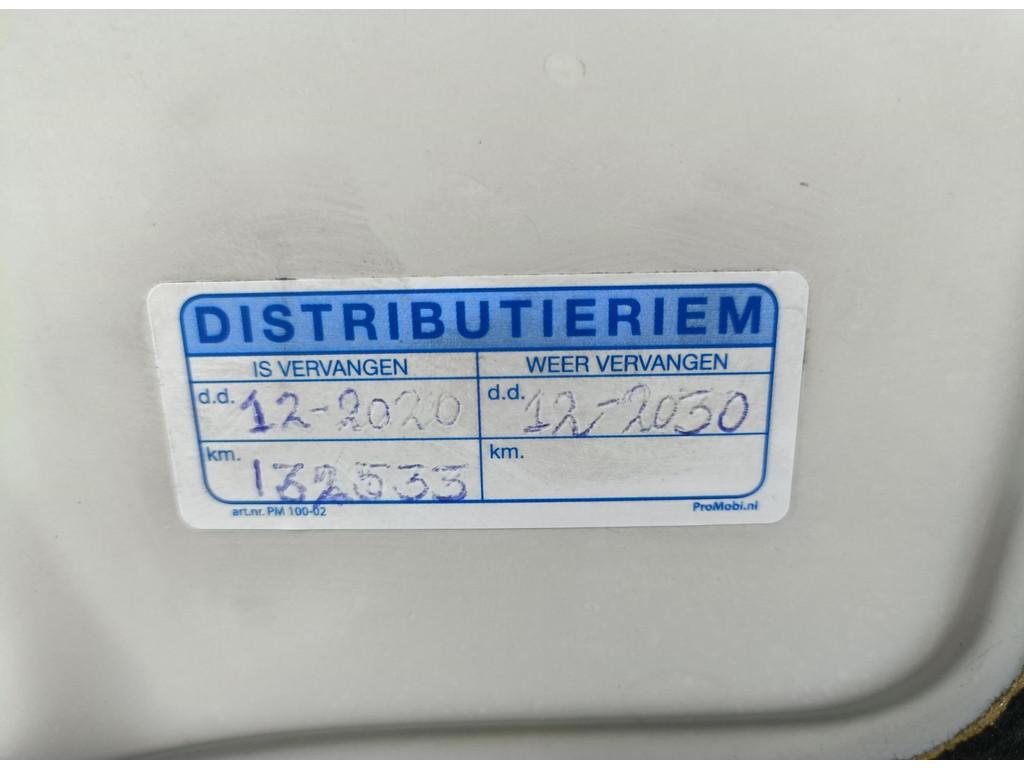 DISTRIBUTIERIEM
IS VERVANGEN WEER VERVANGEN
d.d. 12-2020 d.d. 12-2030
km. 132533 km.
art.nr. PM 100-02 ProMobi.nl